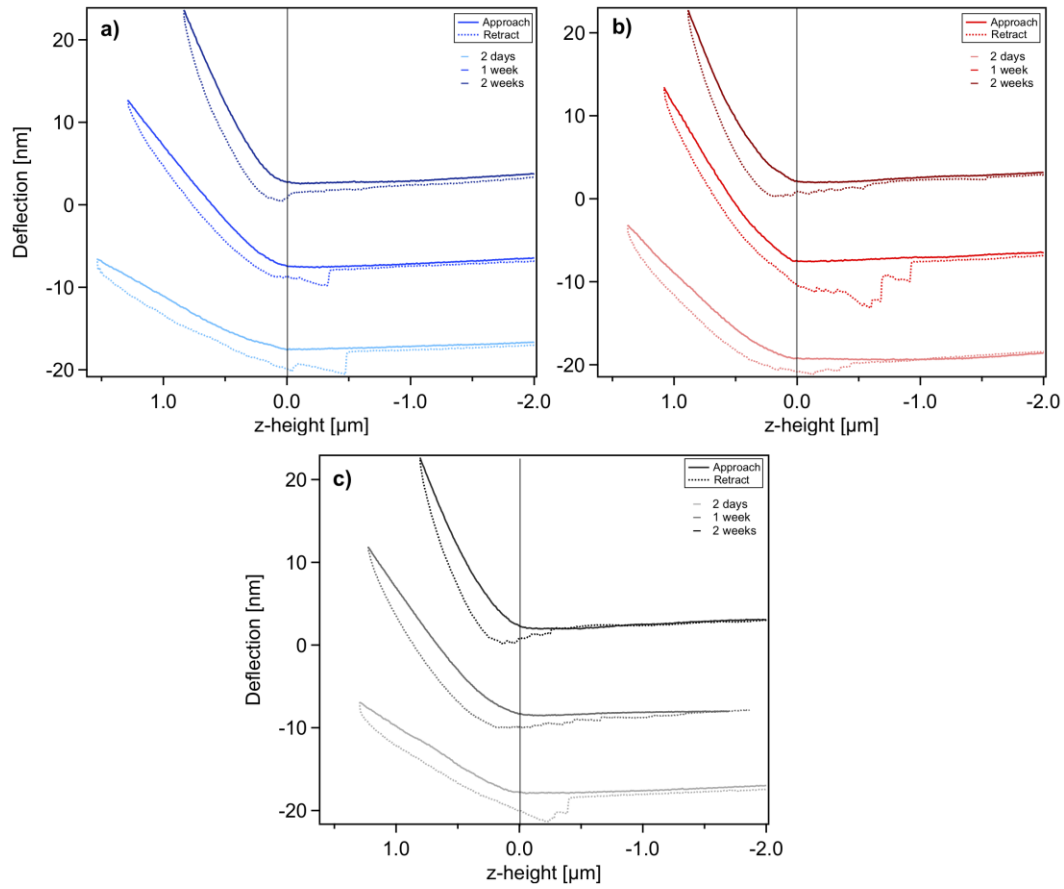 a)
Approach
Retract
2 days
1 week
2 weeks
20
10
0
-10
-20
Deflection [nm]
1.0
0.0
-1.0
-2.0
z-height [µm]
b)
Approach
Retract
2 days
1 week
2 weeks
20
10
0
-10
-20
1.0
0.0
-1.0
-2.0
z-height [µm]
c)
Approach
Retract
2 days
1 week
2 weeks
20
10
0
-10
-20
Deflection [nm]
1.0
0.0
-1.0
-2.0
z-height [µm]